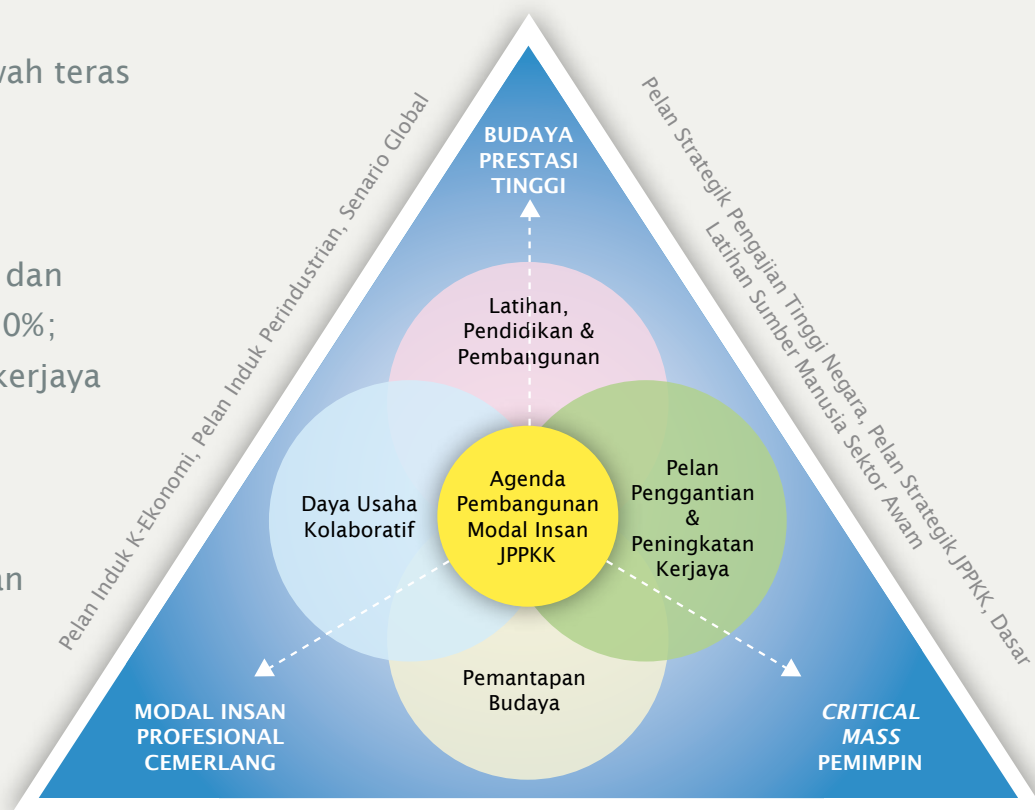 wah teras
dan
0%;
kerjaya
an
Pelan Induk K-Ekonomi, Pelan Induk Perindustrian, Senario Global
Pelan Strategik Pengajian Tinggi Negara, Pelan Strategik JPPKK, Dasar
Latihan Sumber Manusia Sektor Awam
BUDAYA
PRESTASI
TINGGI
Latihan,
Pendidikan &
Pembangunan
Daya Usaha
Kolaboratif
Agenda
Pembangunan
Modal Insan
JPPKK
Pelan
Penggantian
&
Peningkatan
Kerjaya
Pemantapan
Budaya
MODAL INSAN
PROFESIONAL
CEMERLANG
CRITICAL
MASS
PEMIMPIN